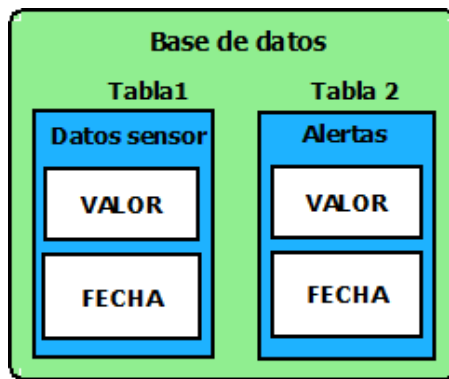 Base de datos
Tabla1
Tabla 2
Datos sensor
Alertas
VALOR
VALOR
FECHA
FECHA